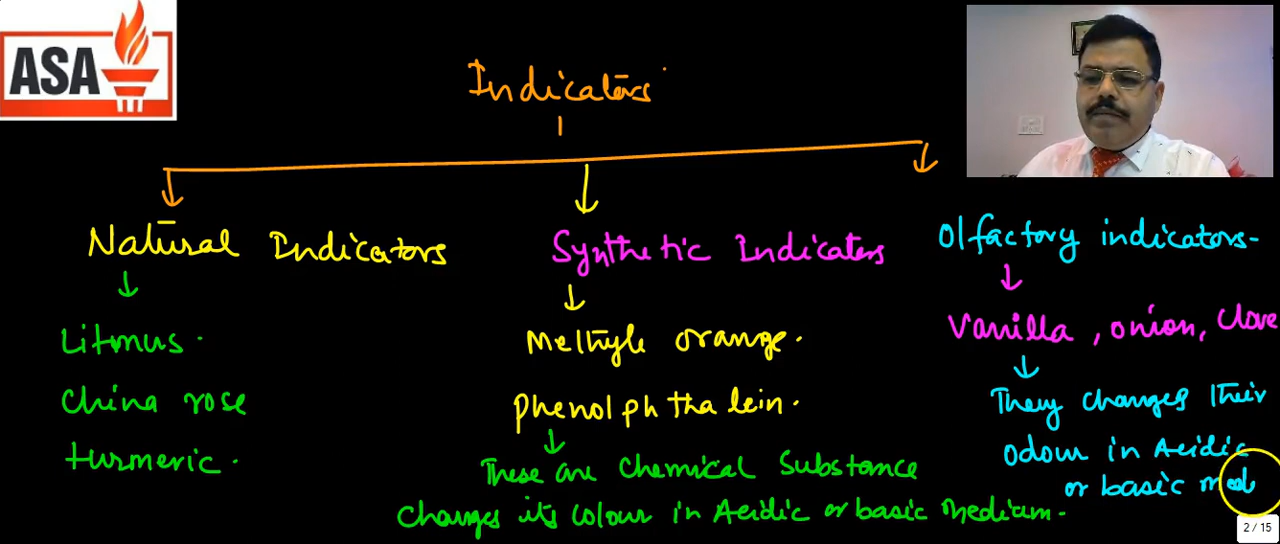 ASA
Indicators
Natural Indicators
Litmus.
China rose
turmeric.
Synthetic Indicators
Methyle orange.
Phenolphthalein.
These are Chemical Substance
Changes its Colour in Acidic or basic Medium.
Olfactory indicators-
Vanilla, onion, Clove
They Changes Their
odour in Acidic
or basic med
2 / 15